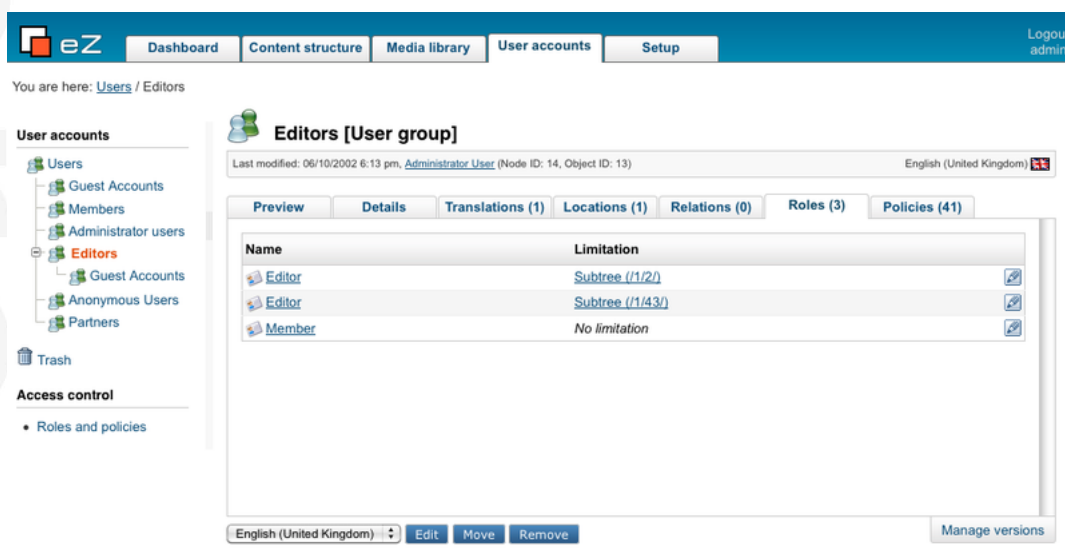 eZ
Dashboard Content structure Media library User accounts Setup
Logou
admin
You are here: Users / Editors
User accounts
Users
Guest Accounts
Members
Administrator users
Editors
Guest Accounts
Anonymous Users
Partners
Trash
Access control
• Roles and policies
Editors [User group]
Last modified: 06/10/2002 6:13 pm, Administrator User (Node ID: 14, Object ID: 13) English (United Kingdom)
Preview Details Translations (1) Locations (1) Relations (0) Roles (3) Policies (41)
Name Limitation
Editor Subtree (/1/2/)
Editor Subtree (/1/43/)
Member No limitation
English (United Kingdom) Edit Move Remove
Manage versions